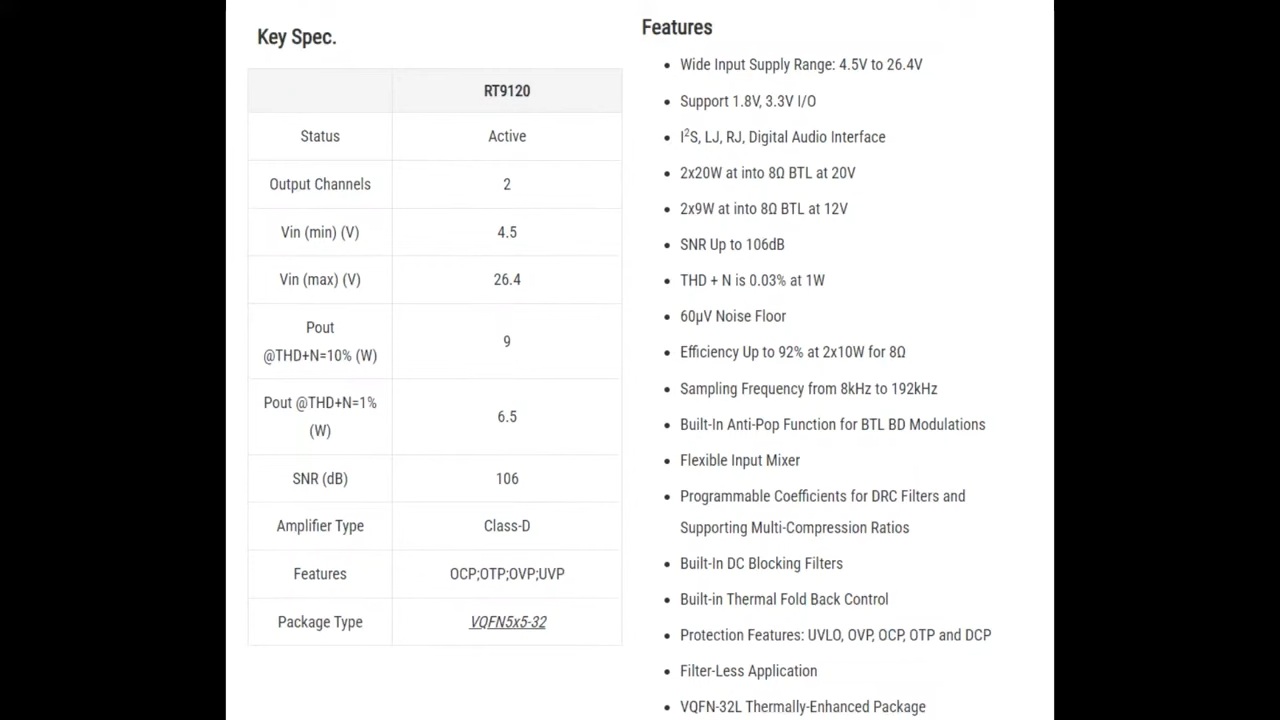 Key Spec.
RT9120
Status Active
Output Channels 2
Vin (min) (V) 4.5
Vin (max) (V) 26.4
Pout
@THD+N=10% (W) 9
Pout @THD+N=1%
(W) 6.5
SNR (dB) 106
Amplifier Type Class-D
Features OCP;OTP;OVP;UVP
Package Type VQFN5x5-32
Features
• Wide Input Supply Range: 4.5V to 26.4V
• Support 1.8V, 3.3V I/O
• I²S, LJ, RJ, Digital Audio Interface
• 2x20W at into 8Ω BTL at 20V
• 2x9W at into 8Ω BTL at 12V
• SNR Up to 106dB
• THD + N is 0.03% at 1W
• 60μV Noise Floor
• Efficiency Up to 92% at 2x10W for 8Ω
• Sampling Frequency from 8kHz to 192kHz
• Built-In Anti-Pop Function for BTL BD Modulations
• Flexible Input Mixer
• Programmable Coefficients for DRC Filters and
Supporting Multi-Compression Ratios
• Built-In DC Blocking Filters
• Built-in Thermal Fold Back Control
• Protection Features: UVLO, OVP, OCP, OTP and DCP
• Filter-Less Application
• VQFN-32L Thermally-Enhanced Package